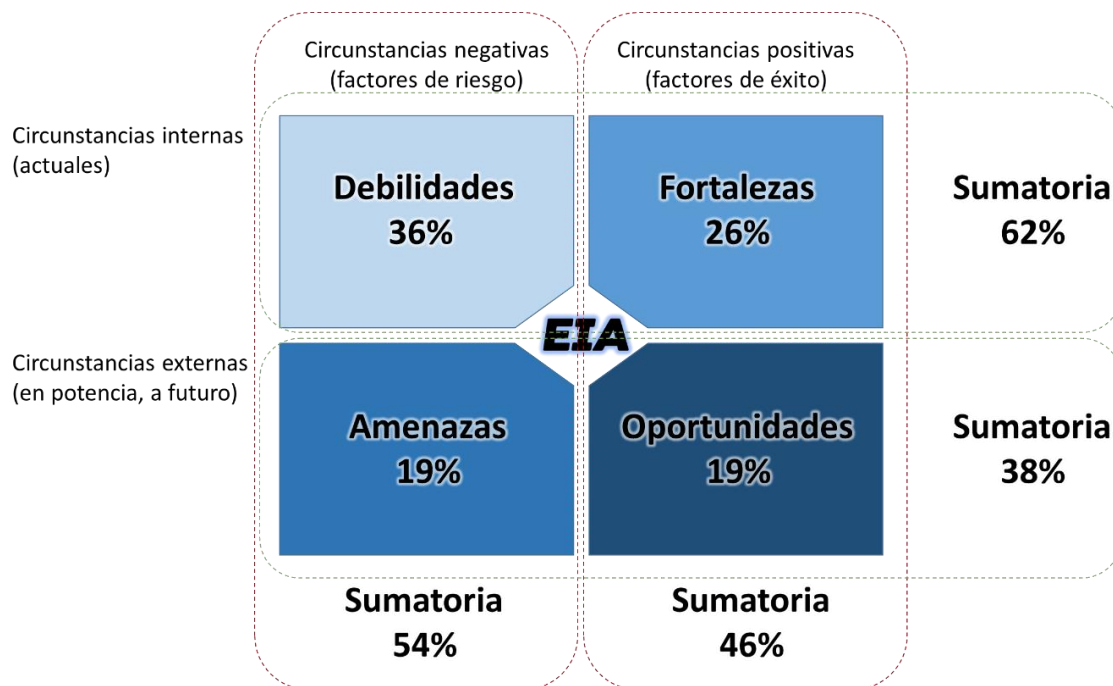 Circunstancias negativas
(factores de riesgo)
Circunstancias positivas
(factores de éxito)
Circunstancias internas
(actuales)
Debilidades
36%
Fortalezas
26%
Sumatoria
62%
EIA
Circunstancias externas
(en potencia, a futuro)
Amenazas
19%
Oportunidades
19%
Sumatoria
38%
Sumatoria
54%
Sumatoria
46%